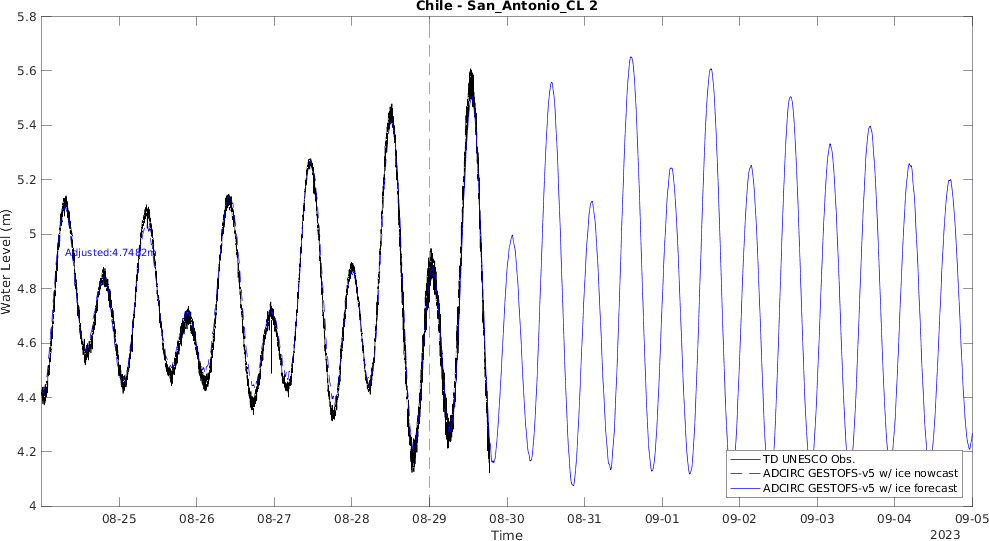 Chile - San_Antonio_CL 2
5.8
5.6
5.4
5.2
5
4.8
4.6
4.4
4.2
4
Water Level (m)
Adjusted:4.7482m
TD UNESCO Obs.
ADCIRC GESTOFS-v5 w/ ice nowcast
ADCIRC GESTOFS-v5 w/ ice forecast
08-25 08-26 08-27 08-28 08-29 08-30 08-31 09-01 09-02 09-03 09-04 09-05
Time
2023